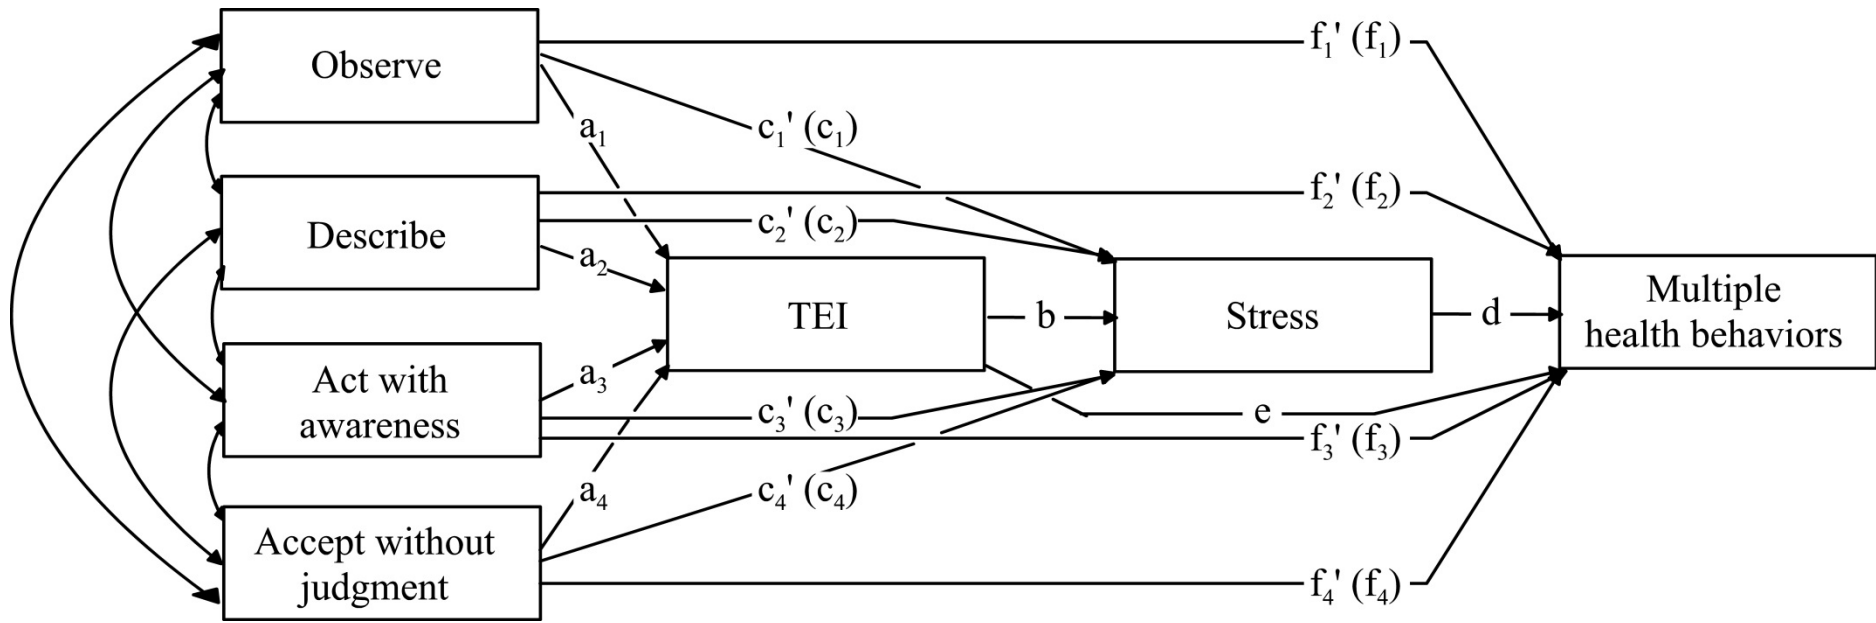 Observe
f₁' (f₁)
a₁
c₁' (c₁)
Describe
f₂' (f₂)
c₂' (c₂)
a₂
TEI
b
Stress
d
Multiple
health behaviors
Act with
awareness
a₃
c₃' (c₃)
e
f₃' (f₃)
a₄
c₄' (c₄)
Accept without
judgment
f₄' (f₄)